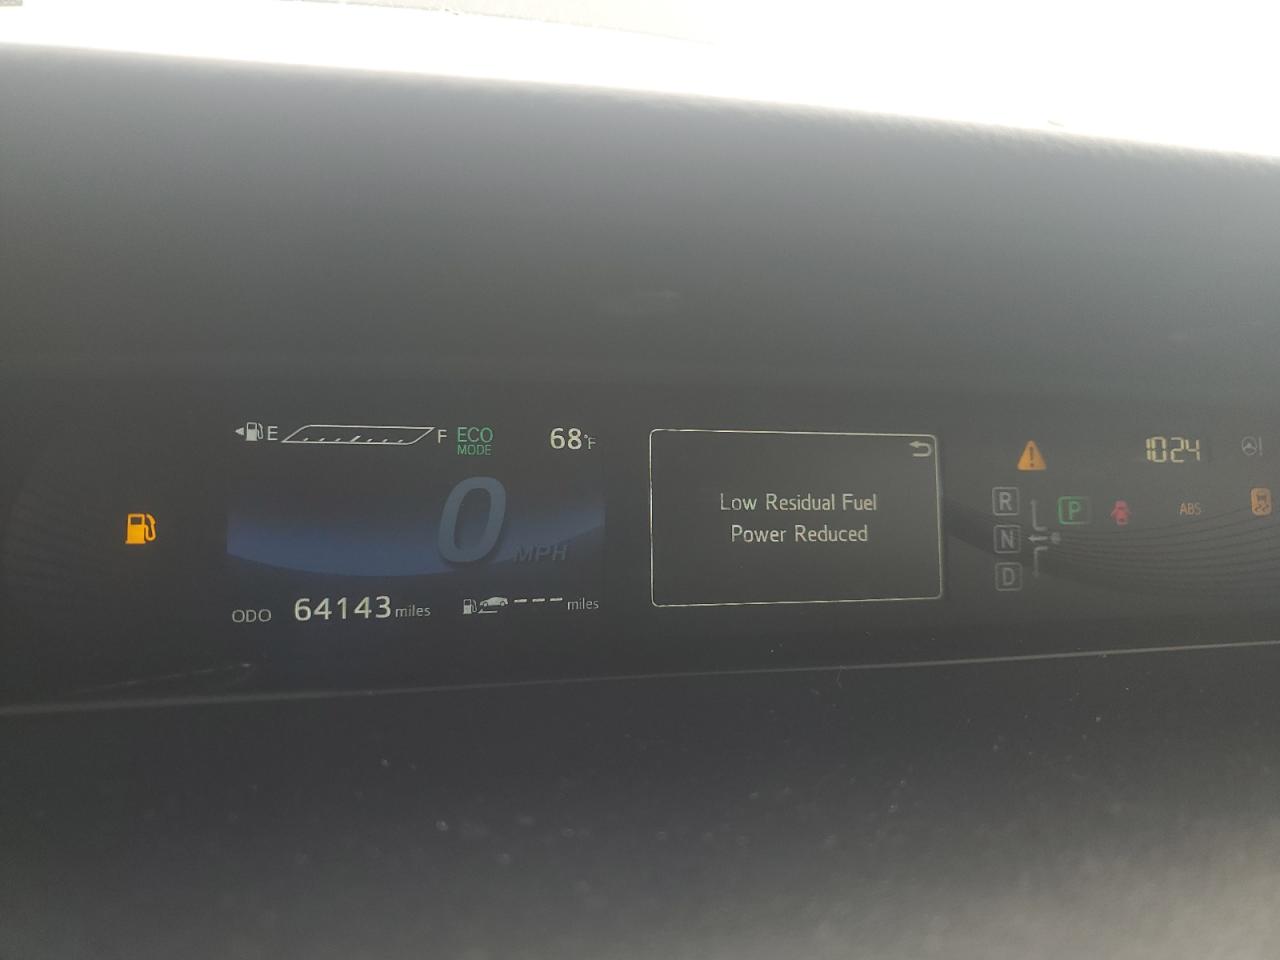 E F ECO
MODE
68°F
0 MPH
ODO 64143 miles
--- miles
Low Residual Fuel
Power Reduced
10:24
R
N
D
P
ABS